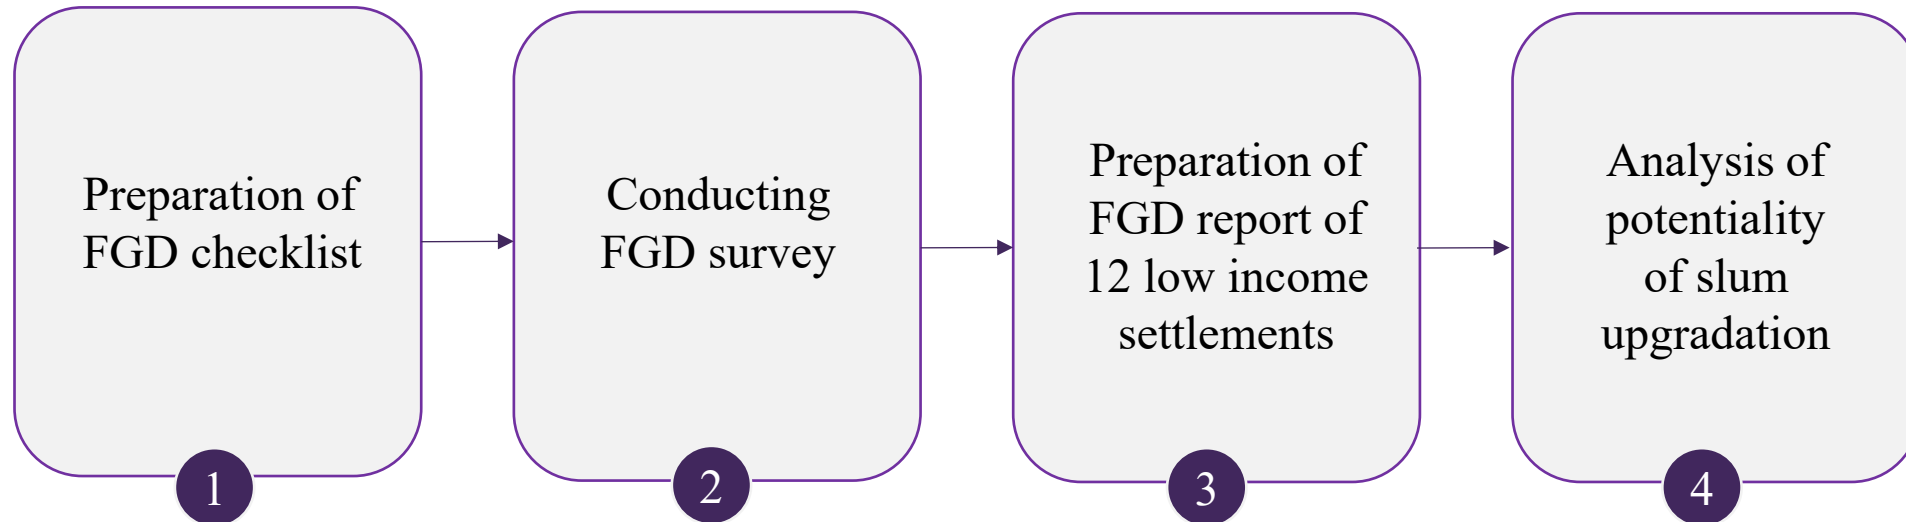 Preparation of
FGD checklist
1
Conducting
FGD survey
2
Preparation of
FGD report of
12 low income
settlements
3
Analysis of
potentiality
of slum
upgradation
4